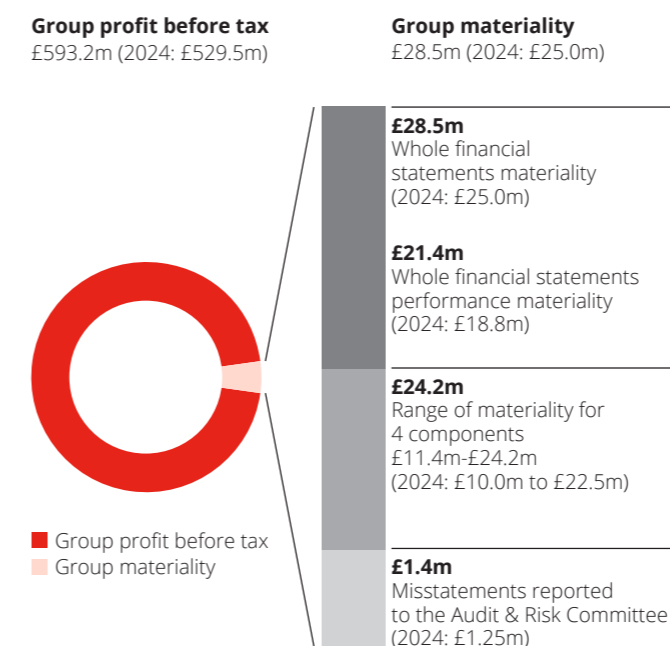 Group profit before tax
£593.2m (2024: £529.5m)
Group materiality
£28.5m (2024: £25.0m)
£28.5m
Whole financial
statements materiality
(2024: £25.0m)
£21.4m
Whole financial statements
performance materiality
(2024: £18.8m)
£24.2m
Range of materiality for
4 components
£11.4m-£24.2m
(2024: £10.0m to £22.5m)
£1.4m
Misstatements reported
to the Audit & Risk Committee
(2024: £1.25m)
Group profit before tax
Group materiality